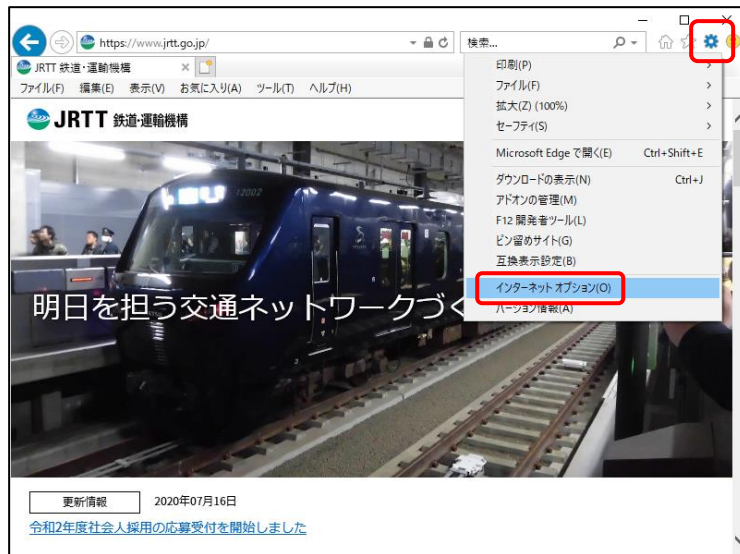 https://www.jrtt.go.jp/
検索...
JRTT 鉄道・運輸機構
ファイル(F) 編集(E) 表示(V) お気に入り(A) ツール(T) ヘルプ(H)
印刷(P)
ファイル(F)
拡大(Z) (100%)
セーフティ(S)
Microsoft Edge で開く(E) Ctrl+Shift+E
ダウンロードの表示(N) Ctrl+J
アドオンの管理(M)
F12 開発者ツール(L)
ピン留めサイト(G)
互換表示設定(B)
インターネット オプション(O)
バージョン情報(A)
JRTT 鉄道・運輸機構
12002
明日を担う交通ネットワークづく
更新情報 2020年07月16日
令和2年度社会人採用の応募受付を開始しました